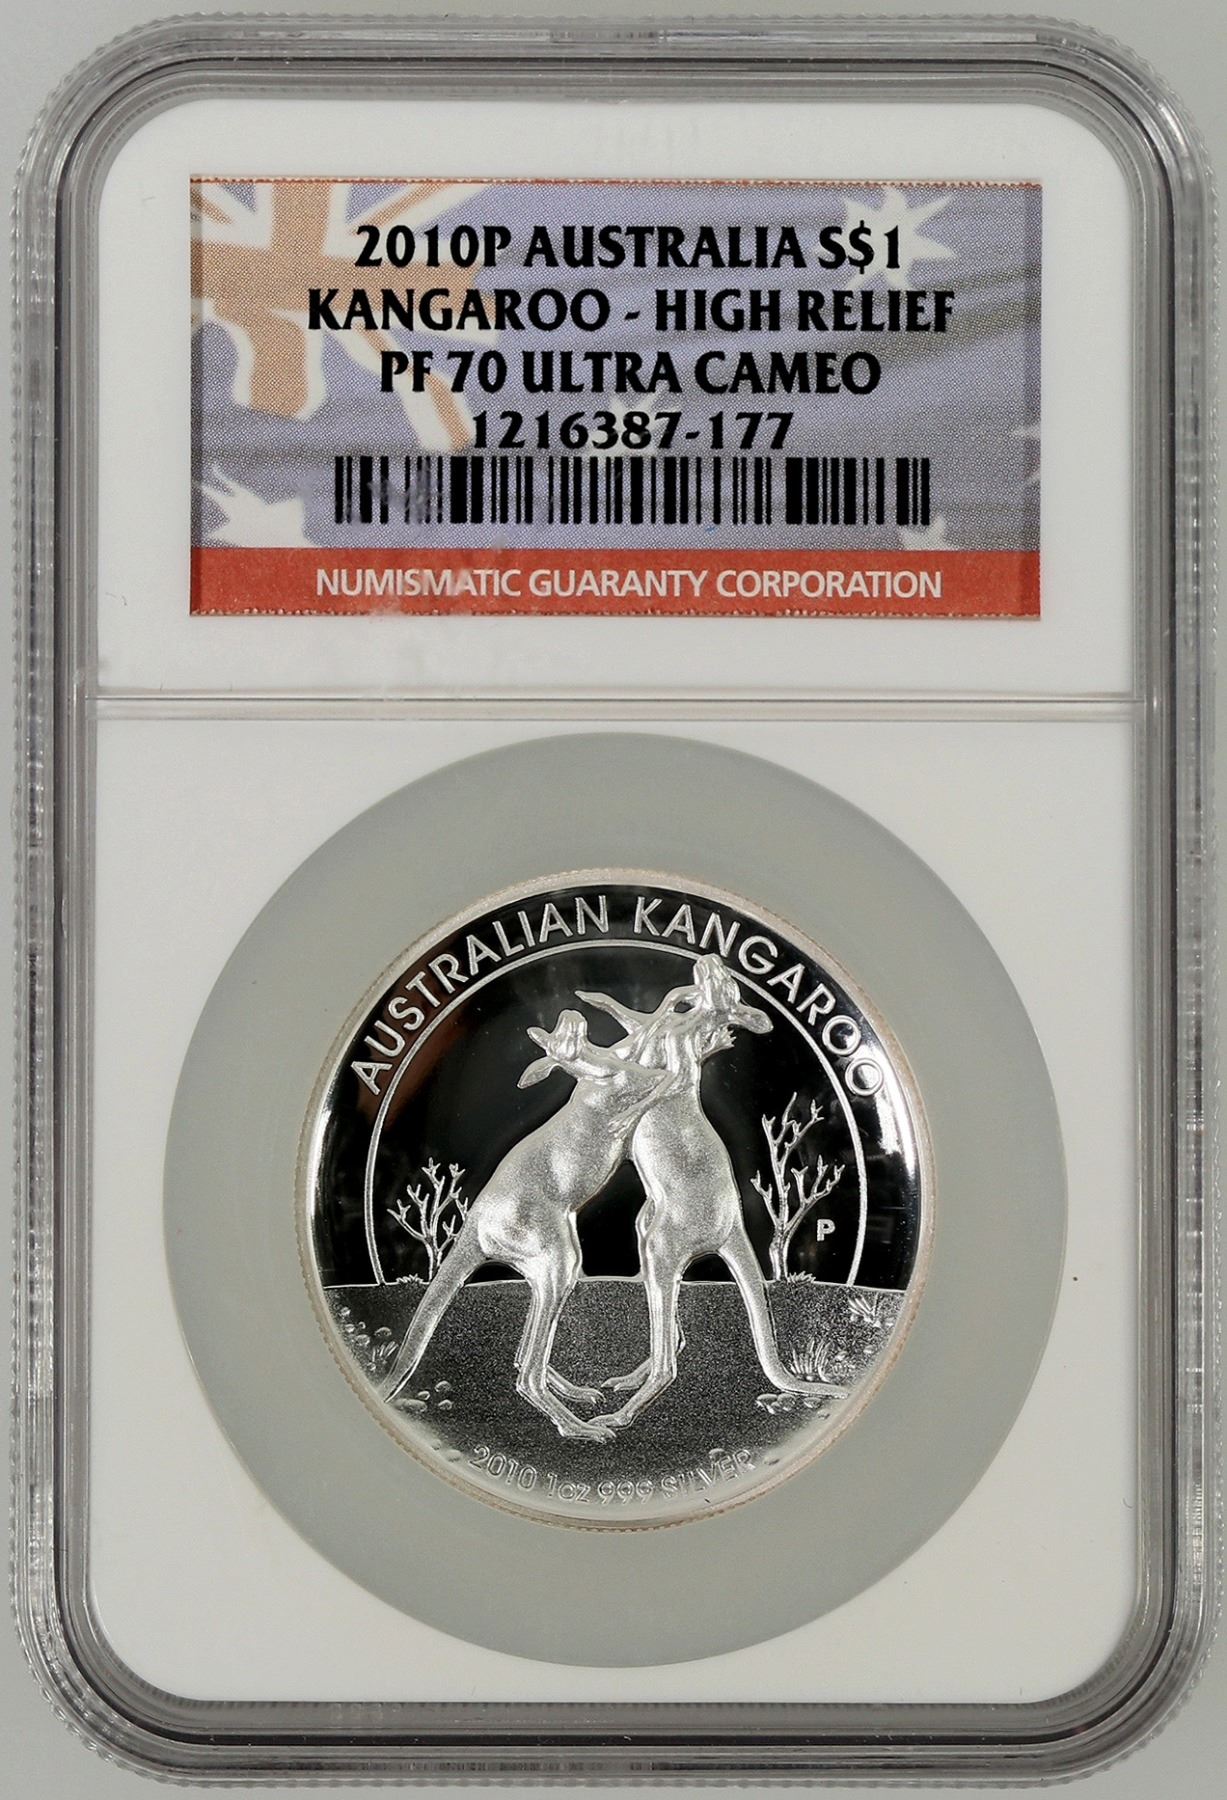 2010P AUSTRALIA S$1
KANGAROO - HIGH RELIEF
PF 70 ULTRA CAMEO
1216387-177
NUMISMATIC GUARANTY CORPORATION
AUSTRALIAN KANGAROO
P
2010 1oz 999 SILVER